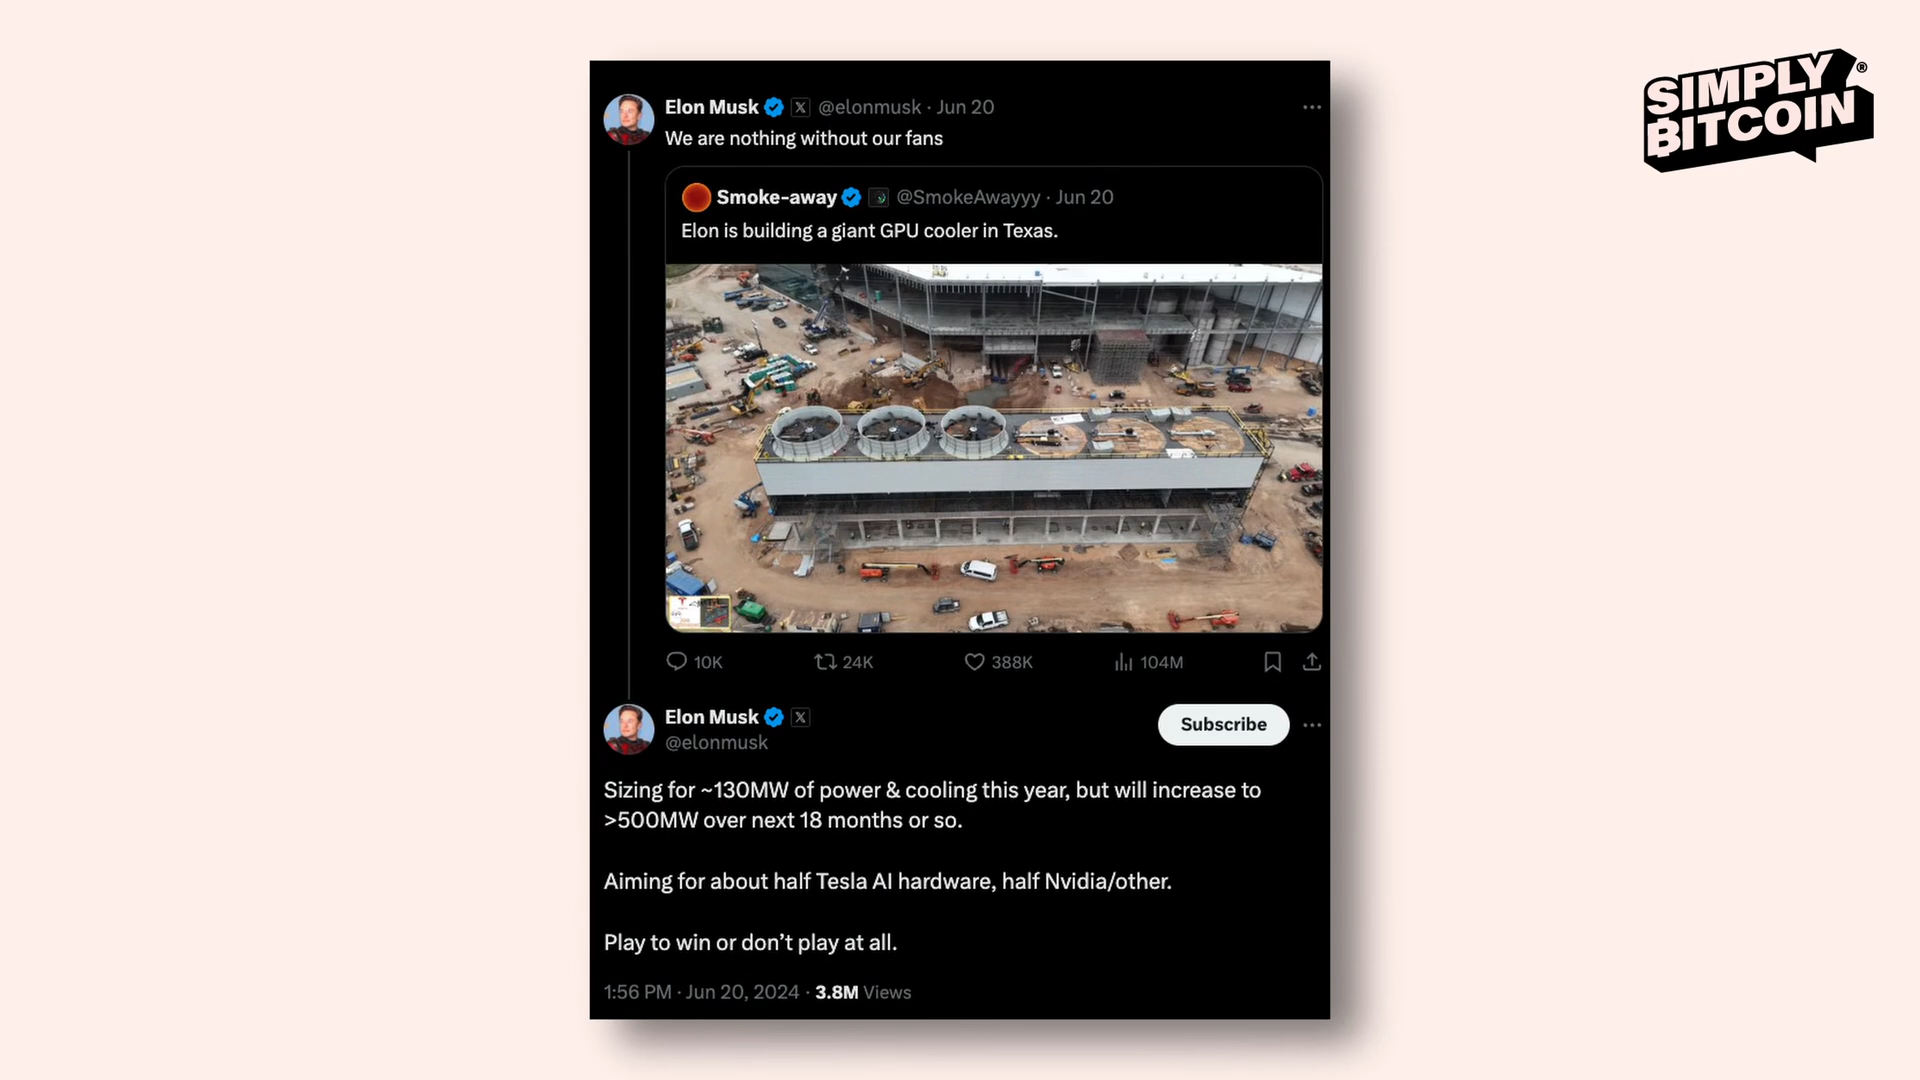 SIMPLY
BITCOIN
®
Elon Musk @elonmusk · Jun 20
We are nothing without our fans
Smoke-away @SmokeAwayyy · Jun 20
Elon is building a giant GPU cooler in Texas.
10K 24K 388K 104M
Elon Musk
@elonmusk
Subscribe
Sizing for ~130MW of power & cooling this year, but will increase to
>500MW over next 18 months or so.
Aiming for about half Tesla AI hardware, half Nvidia/other.
Play to win or don’t play at all.
1:56 PM · Jun 20, 2024 · 3.8M Views